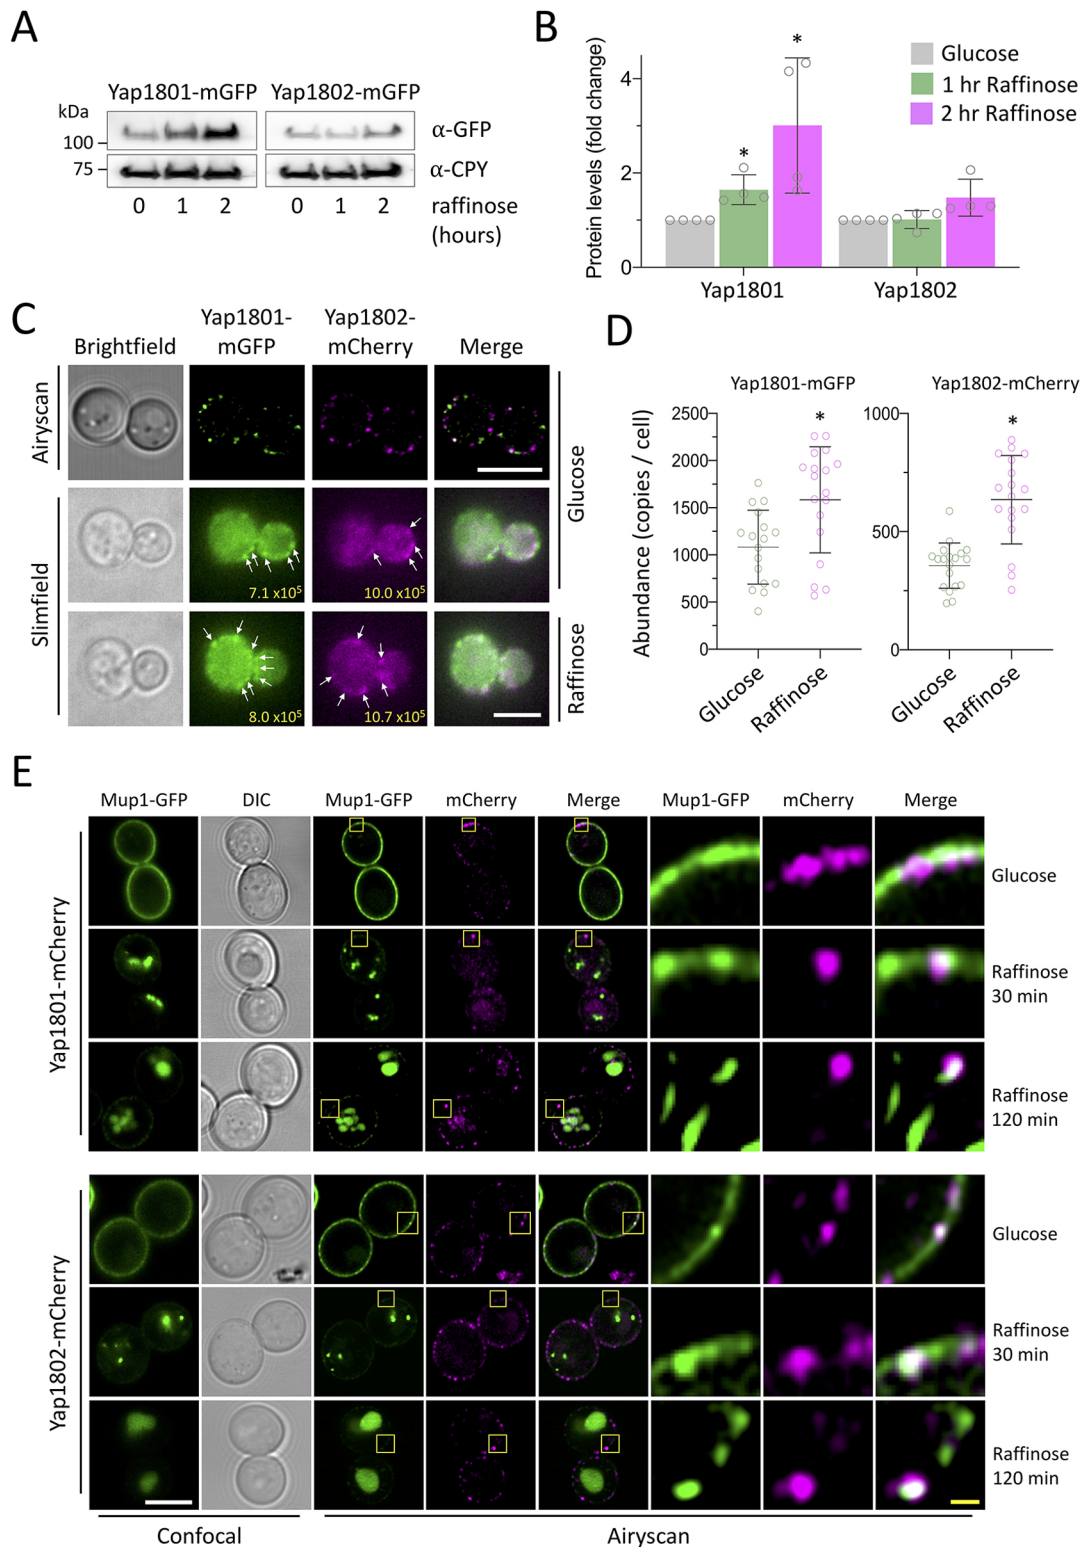 A
Yap1801-mGFP Yap1802-mGFP
kDa
100
75
α-GFP
α-CPY
0 1 2 0 1 2 raffinose
(hours)
B
Protein levels (fold change)
4
2
0
*
*
Glucose
1 hr Raffinose
2 hr Raffinose
Yap1801 Yap1802
C
Brightfield
Yap1801-
mGFP
Yap1802-
mCherry
Merge
Airyscan
Slimfield
Glucose
Raffinose
7.1 x10⁵ 10.0 x10⁵
8.0 x10⁵ 10.7 x10⁵
D
Yap1801-mGFP Yap1802-mCherry
Abundance (copies / cell)
2500
2000
1500
1000
500
0
*
Glucose
Raffinose
1000
500
0
*
Glucose
Raffinose
E
Mup1-GFP DIC Mup1-GFP mCherry Merge Mup1-GFP mCherry Merge
Yap1801-mCherry
Glucose
Raffinose
30 min
Raffinose
120 min
Yap1802-mCherry
Glucose
Raffinose
30 min
Raffinose
120 min
Confocal Airyscan